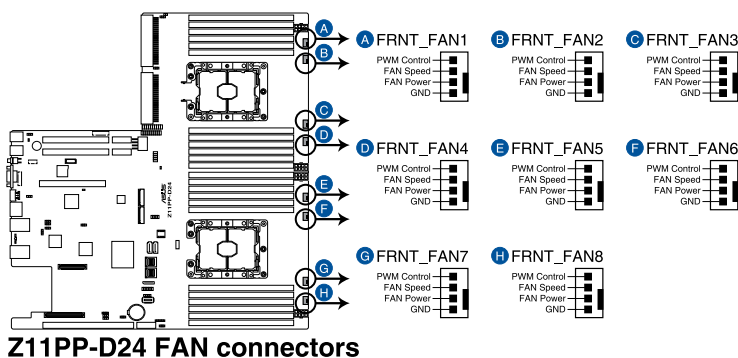 A
B
C
D
E
F
G
H
ASUS
Z11PP-D24
A FRNT_FAN1
PWM Control
FAN Speed
FAN Power
GND
B FRNT_FAN2
PWM Control
FAN Speed
FAN Power
GND
C FRNT_FAN3
PWM Control
FAN Speed
FAN Power
GND
D FRNT_FAN4
PWM Control
FAN Speed
FAN Power
GND
E FRNT_FAN5
PWM Control
FAN Speed
FAN Power
GND
F FRNT_FAN6
PWM Control
FAN Speed
FAN Power
GND
G FRNT_FAN7
PWM Control
FAN Speed
FAN Power
GND
H FRNT_FAN8
PWM Control
FAN Speed
FAN Power
GND
Z11PP-D24 FAN connectors